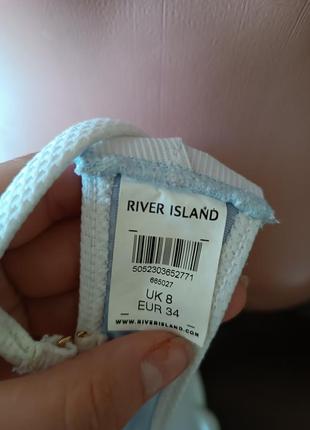 RIVER ISLAND
5052303652771
665027
UK 8
EUR 34
WWW.RIVERISLAND.COM